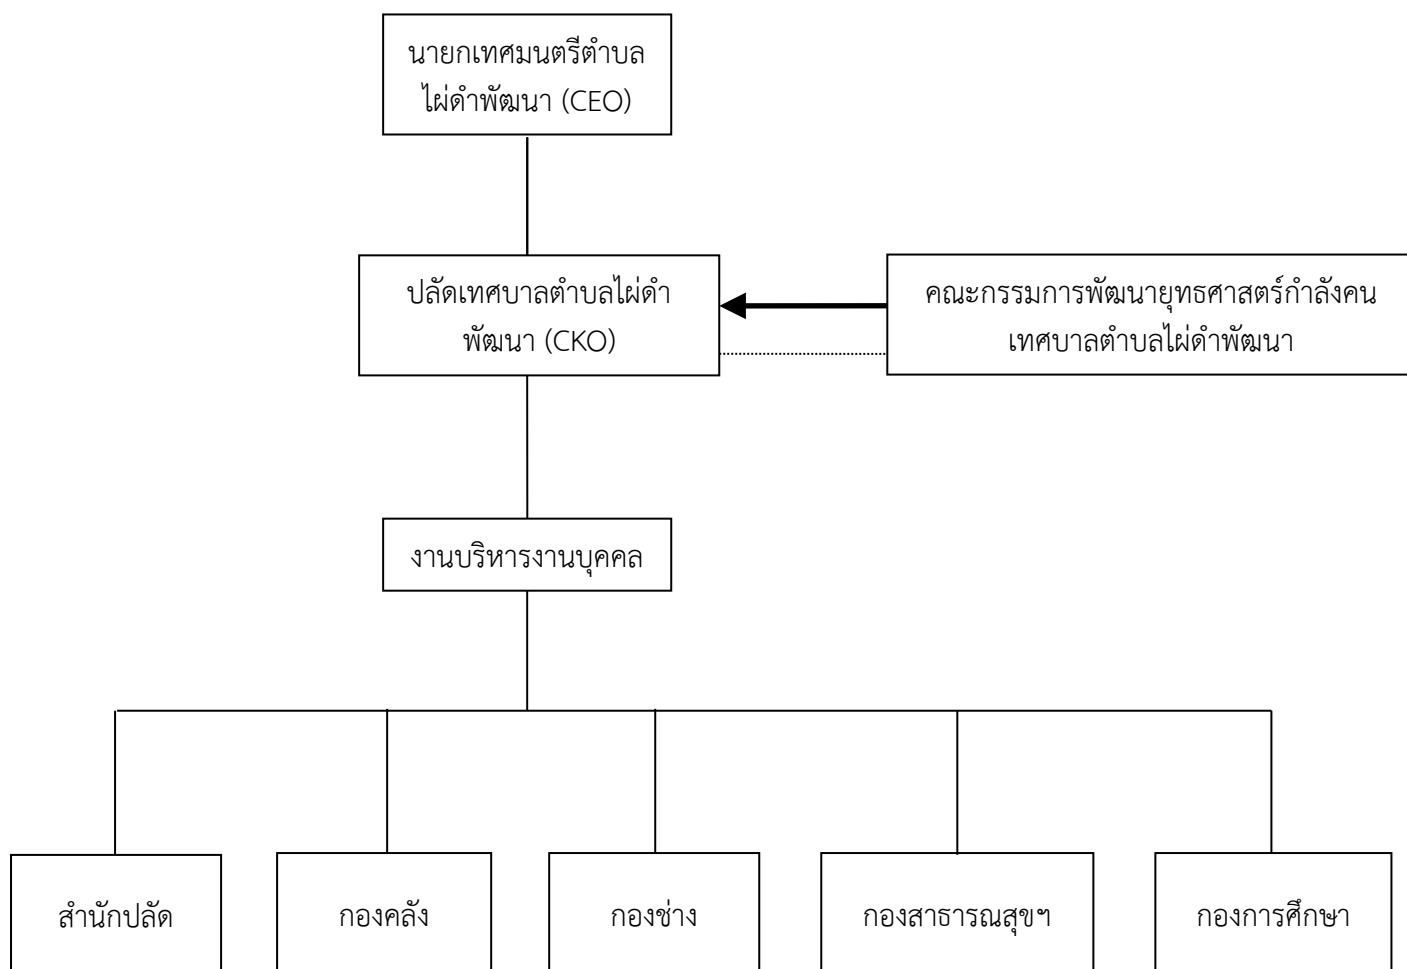 นายกเทศมนตรีตำบล
ไผ่ดำพัฒนา (CEO)
ปลัดเทศบาลตำบลไผ่ดำ
พัฒนา (CKO)
คณะกรรมการพัฒนายุทธศาสตร์กำลังคน
เทศบาลตำบลไผ่ดำพัฒนา
งานบริหารงานบุคคล
สำนักปลัด
กองคลัง
กองช่าง
กองสาธารณสุขฯ
กองการศึกษา